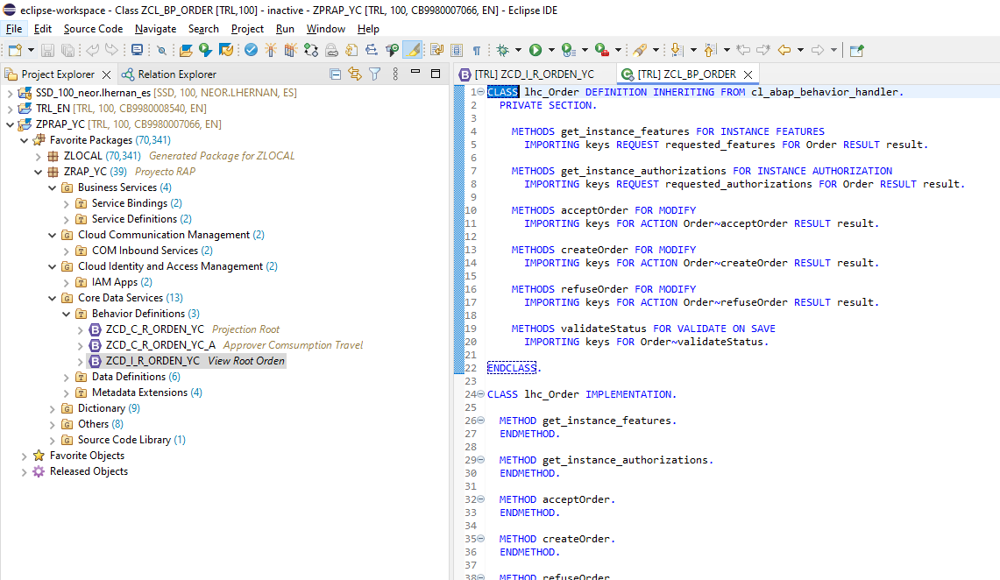 eclipse-workspace - Class ZCL_BP_ORDER [TRL,100] - inactive - ZPRAP_YC [TRL, 100, CB9980007066, EN] - Eclipse IDE
File Edit Source Code Navigate Search Project Run Window Help
Project Explorer Relation Explorer
SSD_100_neor.lhernan_es [SSD, 100, NEOR.LHERNAN, ES]
TRL_EN [TRL, 100, CB9980008540, EN]
ZPRAP_YC [TRL, 100, CB9980007066, EN]
Favorite Packages (70,341)
ZLOCAL (70,341) Generated Package for ZLOCAL
ZRAP_YC (39) Proyecto RAP
Business Services (4)
Service Bindings (2)
Service Definitions (2)
Cloud Communication Management (2)
COM Inbound Services (2)
Cloud Identity and Access Management (2)
IAM Apps (2)
Core Data Services (13)
Behavior Definitions (3)
ZCD_C_R_ORDEN_YC Projection Root
ZCD_C_R_ORDEN_YC_A Approver Comsumption Travel
ZCD_I_R_ORDEN_YC View Root Orden
Data Definitions (6)
Metadata Extensions (4)
Dictionary (9)
Others (8)
Source Code Library (1)
Favorite Objects
Released Objects
[TRL] ZCD_I_R_ORDEN_YC [TRL] ZCL_BP_ORDER
1 CLASS lhc_Order DEFINITION INHERITING FROM cl_abap_behavior_handler.
2 PRIVATE SECTION.
3
4 METHODS get_instance_features FOR INSTANCE FEATURES
5 IMPORTING keys REQUEST requested_features FOR Order RESULT result.
6
7 METHODS get_instance_authorizations FOR INSTANCE AUTHORIZATION
8 IMPORTING keys REQUEST requested_authorizations FOR Order RESULT result.
9
10 METHODS acceptOrder FOR MODIFY
11 IMPORTING keys FOR ACTION Order~acceptOrder RESULT result.
12
13 METHODS createOrder FOR MODIFY
14 IMPORTING keys FOR ACTION Order~createOrder RESULT result.
15
16 METHODS refuseOrder FOR MODIFY
17 IMPORTING keys FOR ACTION Order~refuseOrder RESULT result.
18
19 METHODS validateStatus FOR VALIDATE ON SAVE
20 IMPORTING keys FOR Order~validateStatus.
21
22 ENDCLASS.
23
24 CLASS lhc_Order IMPLEMENTATION.
25
26 METHOD get_instance_features.
27 ENDMETHOD.
28
29 METHOD get_instance_authorizations.
30 ENDMETHOD.
31
32 METHOD acceptOrder.
33 ENDMETHOD.
34
35 METHOD createOrder.
36 ENDMETHOD.
37
38 METHOD refuseOrder.